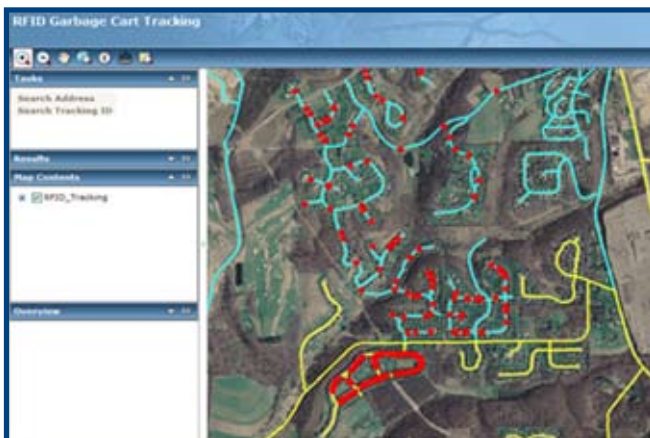 RFID Garbage Cart Tracking
Tasks
Search Address
Search Tracking ID
Results
Map Contents
RFID_Tracking
Overview